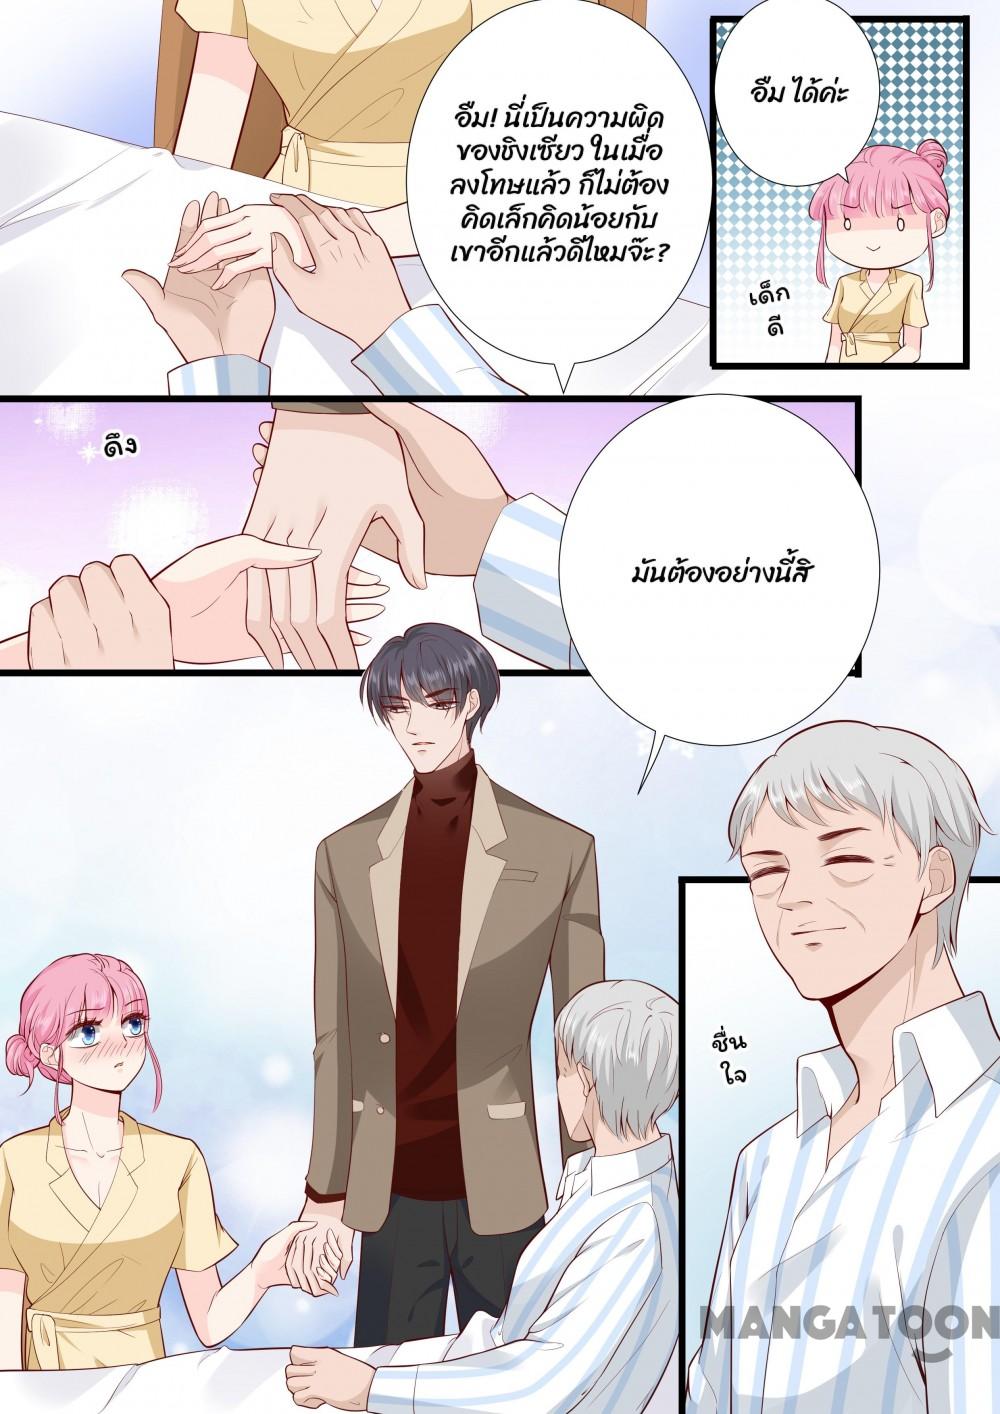 อืม! นี่เป็นความผิด
ของชิงเซียว ในเมื่อ
ลงโทษแล้ว ก็ไม่ต้อง
คิดเล็กคิดน้อยกับ
เขาอีกแล้วดีไหมจ๊ะ?
อืม ได้ค่ะ
เด็ก
ดี
ดึง
มันต้องอย่างนี้สิ
ชื่น
ใจ
MANGATOON